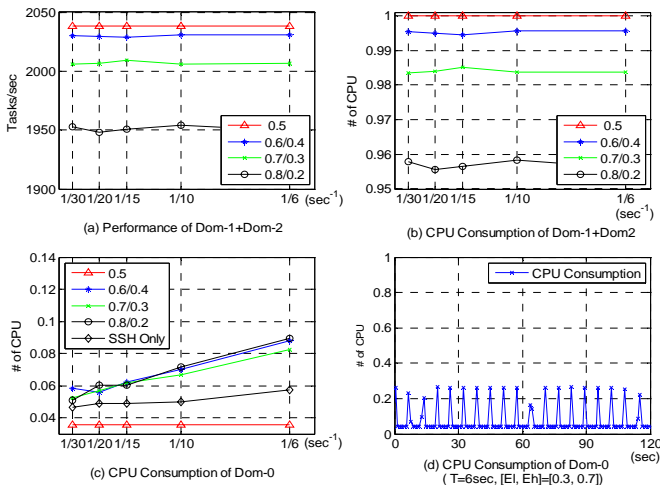 2050
2000
1950
1900
Tasks/sec
0.5
0.6/0.4
0.7/0.3
0.8/0.2
1/30 1/20 1/15 1/10 1/6 (sec⁻¹)
(a) Performance of Dom-1+Dom-2
1
0.99
0.98
0.97
0.96
0.95
# of CPU
0.5
0.6/0.4
0.7/0.3
0.8/0.2
1/30 1/20 1/15 1/10 1/6 (sec⁻¹)
(b) CPU Consumption of Dom-1+Dom2
0.14
0.12
0.1
0.08
0.06
0.04
# of CPU
0.5
0.6/0.4
0.7/0.3
0.8/0.2
SSH Only
1/30 1/20 1/15 1/10 1/6 (sec⁻¹)
(c) CPU Consumption of Dom-0
1
0.8
0.6
0.4
0.2
0
# of CPU
CPU Consumption
0 30 60 90 120
(sec)
(d) CPU Consumption of Dom-0
( T=6sec, [El, Eh]=[0.3, 0.7])